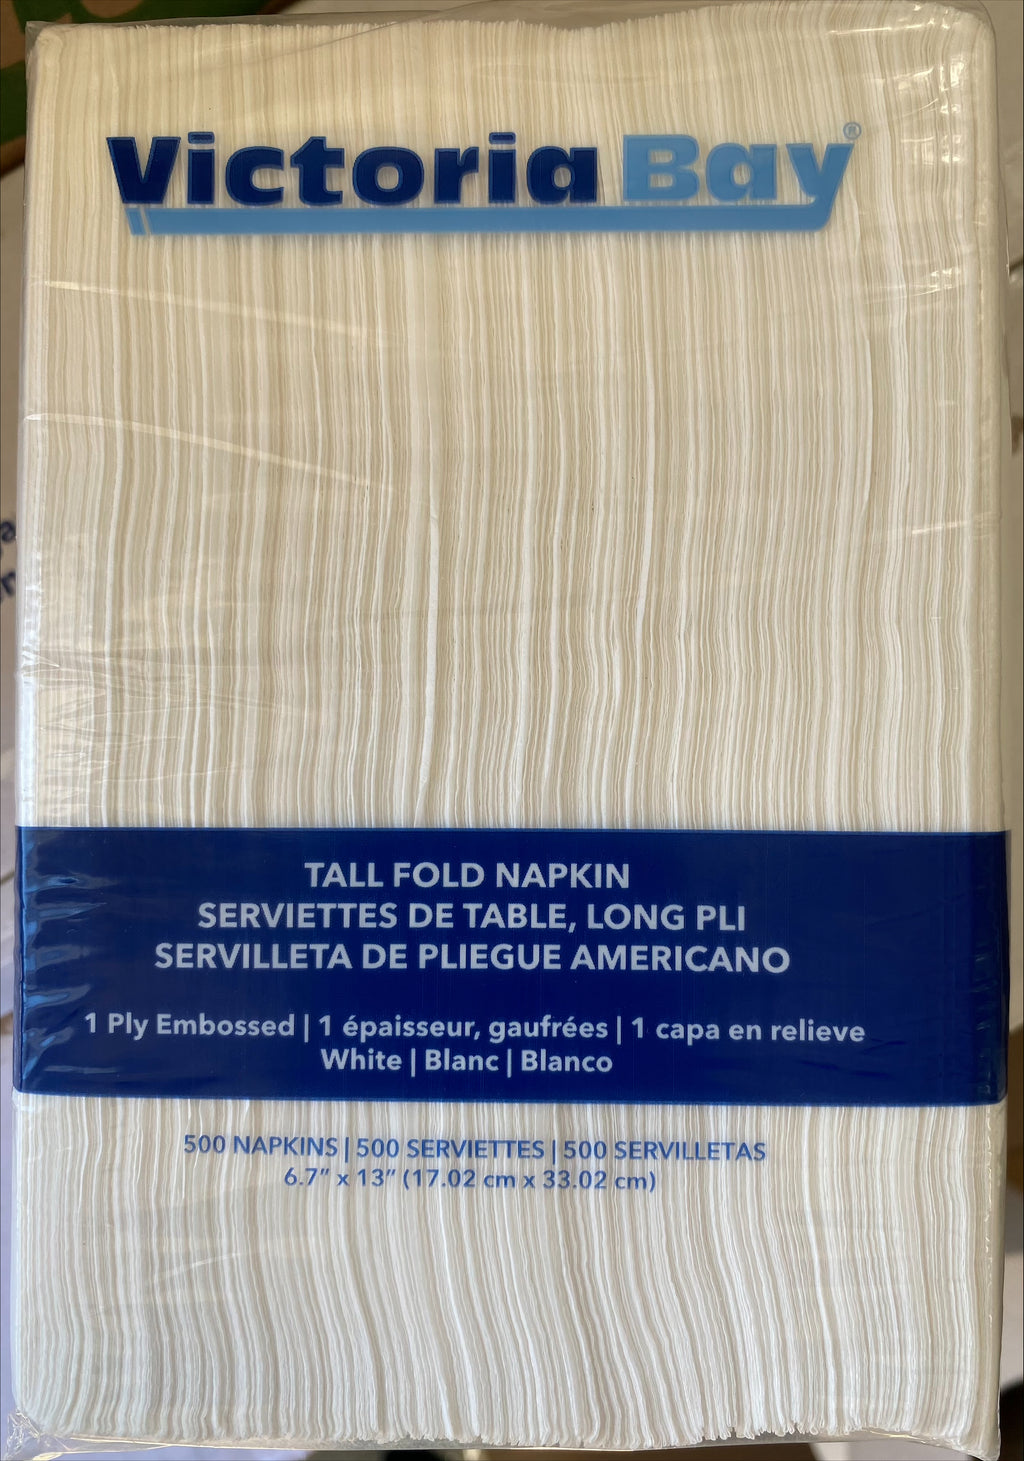 Victoria Bay®
TALL FOLD NAPKIN
SERVIETTES DE TABLE, LONG PLI
SERVILLETA DE PLIEGUE AMERICANO
1 Ply Embossed | 1 épaisseur, gaufrées | 1 capa en relieve
White | Blanc | Blanco
500 NAPKINS | 500 SERVIETTES | 500 SERVILLETAS
6.7” x 13” (17.02 cm x 33.02 cm)